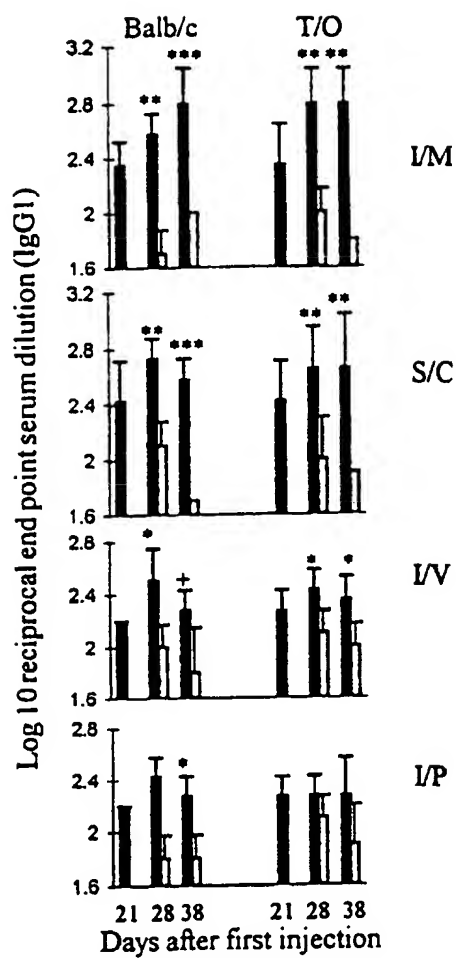 Balb/c T/O
3.2 *** ** **
2.8 **
2.4 I/M
2
1.6
3.2
** *** ** **
2.8
2.4 S/C
2
1.6
2.8 * + * * I/V
2.4
2
1.6
2.8 * I/P
2.4
2
1.6
21 28 38 21 28 38
Days after first injection
Log 10 reciprocal end point serum dilution (IgG1)